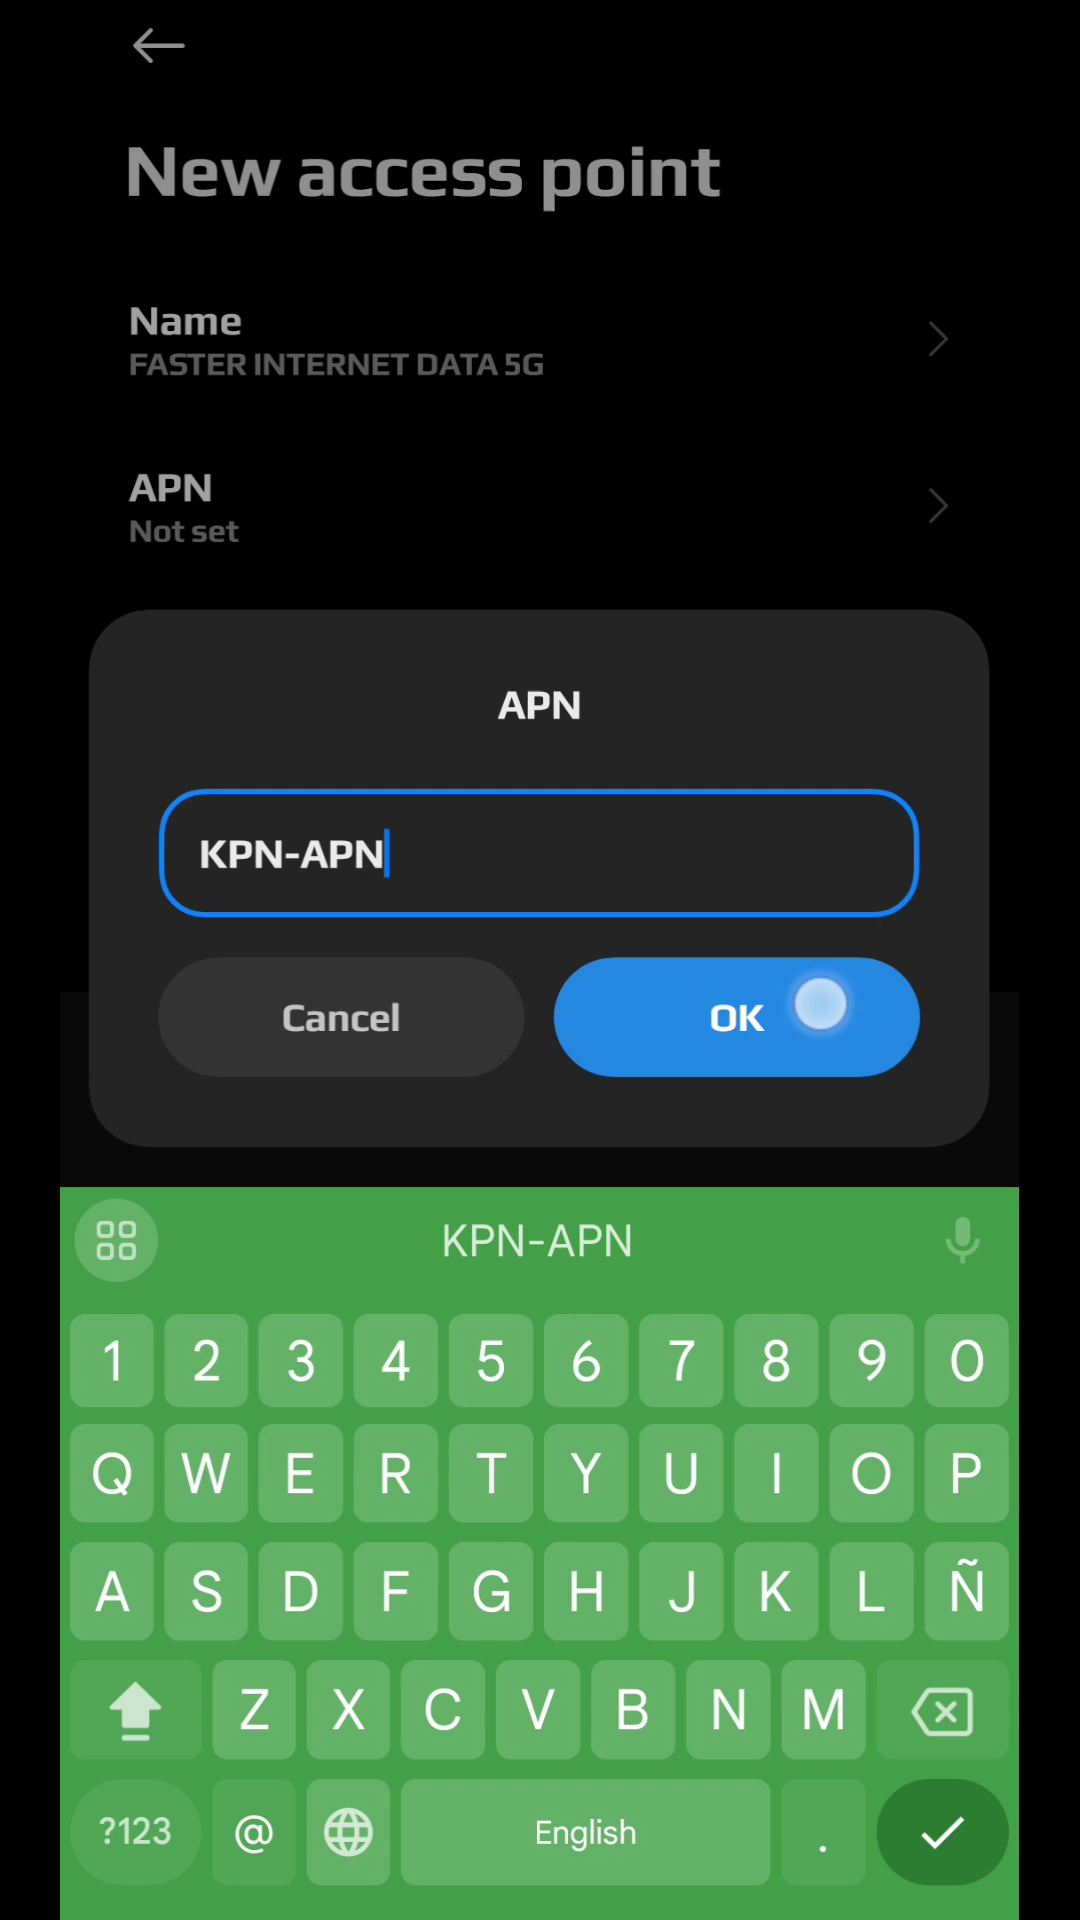 New access point
Name
FASTER INTERNET DATA 5G
APN
Not set
APN
KPN-APN
Cancel
OK
KPN-APN
1 2 3 4 5 6 7 8 9 0
Q W E R T Y U I O P
A S D F G H J K L Ñ
Z X C V B N M
?123 @ English .